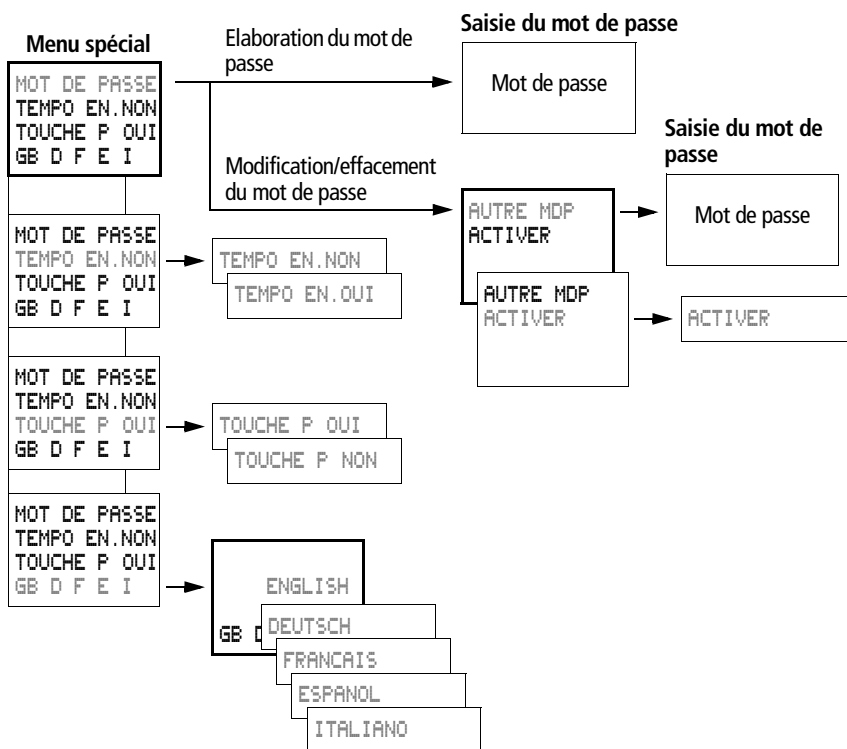 Menu spécial
MOT DE PASSE
TEMPO EN.NON
TOUCHE P OUI
GB D F E I
Elaboration du mot de
passe
Saisie du mot de passe
Mot de passe
Modification/effacement
du mot de passe
AUTRE MDP
ACTIVER
Saisie du mot de
passe
Mot de passe
AUTRE MDP
ACTIVER
ACTIVER
MOT DE PASSE
TEMPO EN.NON
TOUCHE P OUI
GB D F E I
TEMPO EN.NON
TEMPO EN.OUI
MOT DE PASSE
TEMPO EN.NON
TOUCHE P OUI
GB D F E I
TOUCHE P OUI
TOUCHE P NON
MOT DE PASSE
TEMPO EN.NON
TOUCHE P OUI
GB D F E I
ENGLISH
GB D
DEUTSCH
FRANCAIS
ESPANOL
ITALIANO